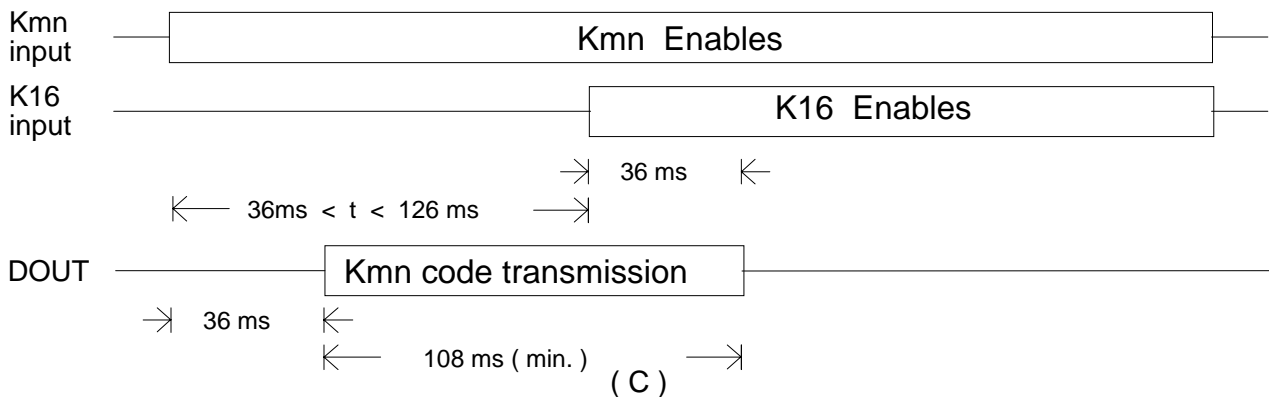 Kmn
input
Kmn Enables
K16
input
K16 Enables
36 ms
36ms < t < 126 ms
DOUT
Kmn code transmission
36 ms
108 ms ( min. )
( C )